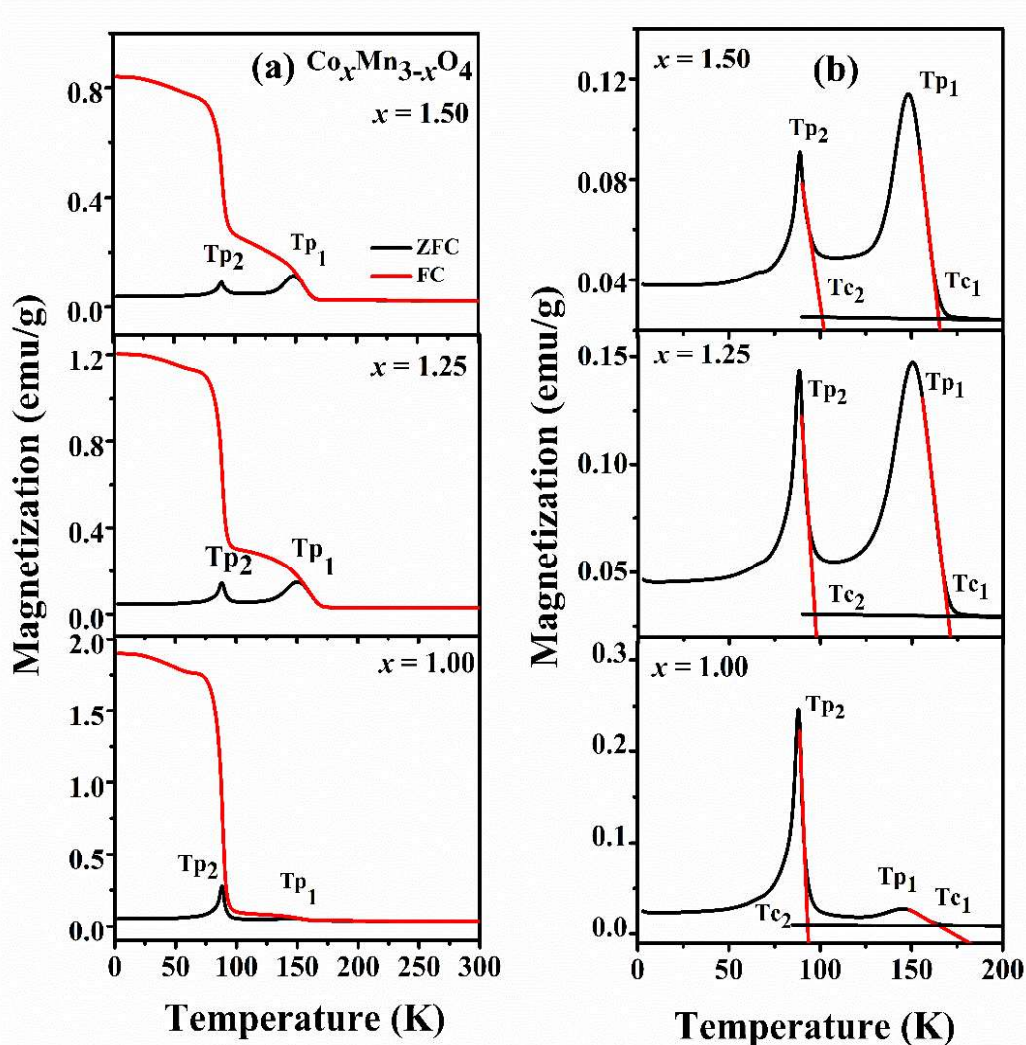 (a) CoₓMn₃₋ₓO₄
x = 1.50
0.8
0.4
0.0
Tp₂
Tp₁
ZFC
FC
x = 1.25
1.2
0.8
0.4
0.0
Tp₂
Tp₁
x = 1.00
2.0
1.5
1.0
0.5
0.0
Tp₂
Tp₁
0 50 100 150 200 250 300
Temperature (K)
Magnetization (emu/g)
x = 1.50
(b)
0.12
0.08
0.04
Tp₂
Tp₁
Tc₂
Tc₁
x = 1.25
0.15
0.10
0.05
Tp₂
Tp₁
Tc₂
Tc₁
x = 1.00
0.3
0.2
0.1
0.0
Tp₂
Tp₁
Tc₂
Tc₁
0 50 100 150 200
Temperature (K)
Magnetization (emu/g)